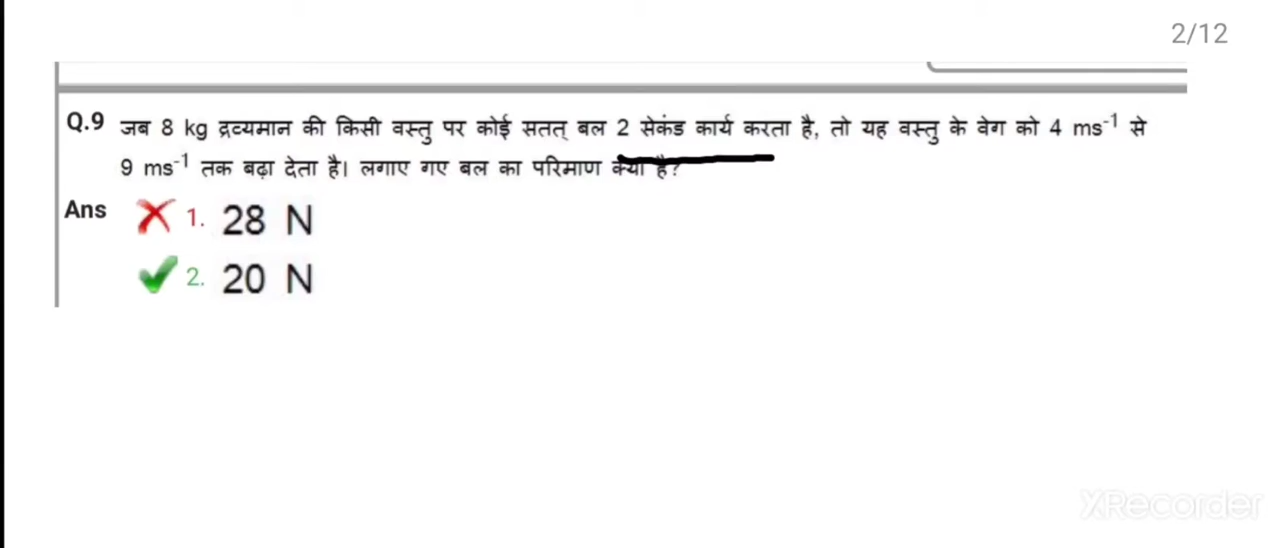 2/12
Q.9 जब 8 kg द्रव्यमान की किसी वस्तु पर कोई सतत् बल 2 सेकंड कार्य करता है, तो यह वस्तु के वेग को 4 ms⁻¹ से
9 ms⁻¹ तक बढ़ा देता है। लगाए गए बल का परिमाण क्या है?
Ans 1. 28 N
2. 20 N
XRecorder